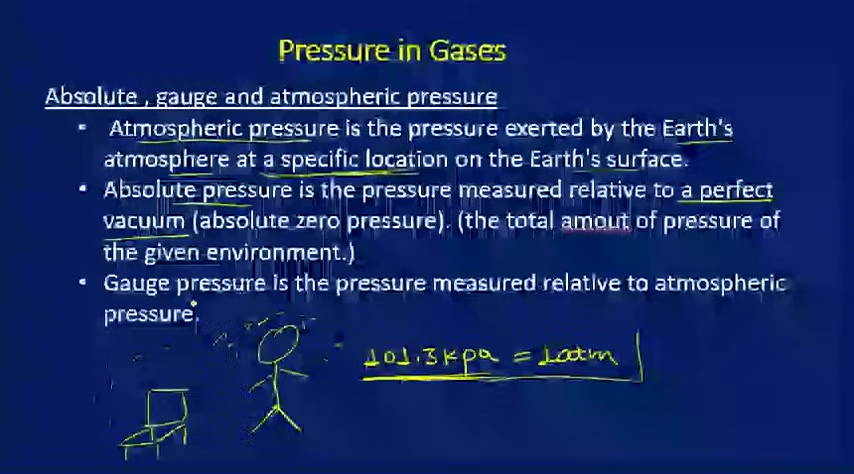 Pressure in Gases
Absolute , gauge and atmospheric pressure
• Atmospheric pressure is the pressure exerted by the Earth's
atmosphere at a specific location on the Earth's surface.
• Absolute pressure is the pressure measured relative to a perfect
vacuum (absolute zero pressure). (the total amout of pressure of
the given environment.)
• Gauge pressure is the pressure measured relative to atmospheric
pressure.
101.3kpa = 1atm